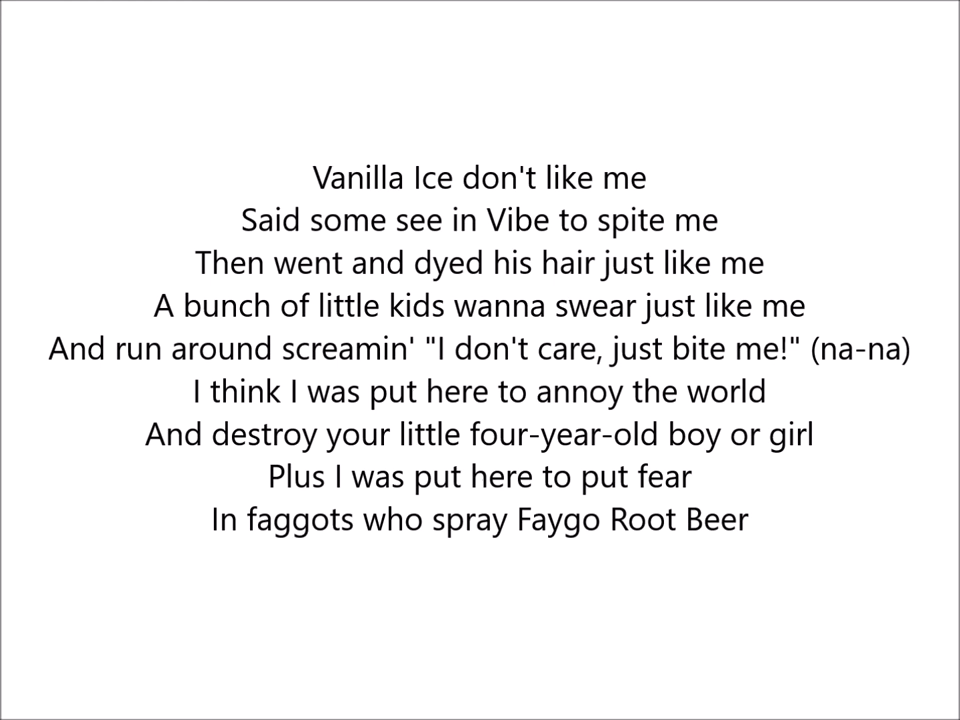 Vanilla Ice don't like me
Said some see in Vibe to spite me
Then went and dyed his hair just like me
A bunch of little kids wanna swear just like me
And run around screamin' "I don't care, just bite me!" (na-na)
I think I was put here to annoy the world
And destroy your little four-year-old boy or girl
Plus I was put here to put fear
In faggots who spray Faygo Root Beer